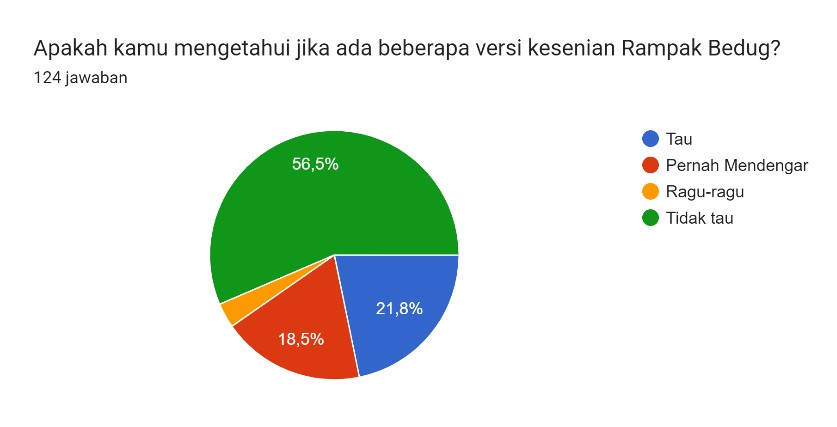 Apakah kamu mengetahui jika ada beberapa versi kesenian Rampak Bedug?
124 jawaban
Tau
Pernah Mendengar
Ragu-ragu
Tidak tau
56,5%
21,8%
18,5%